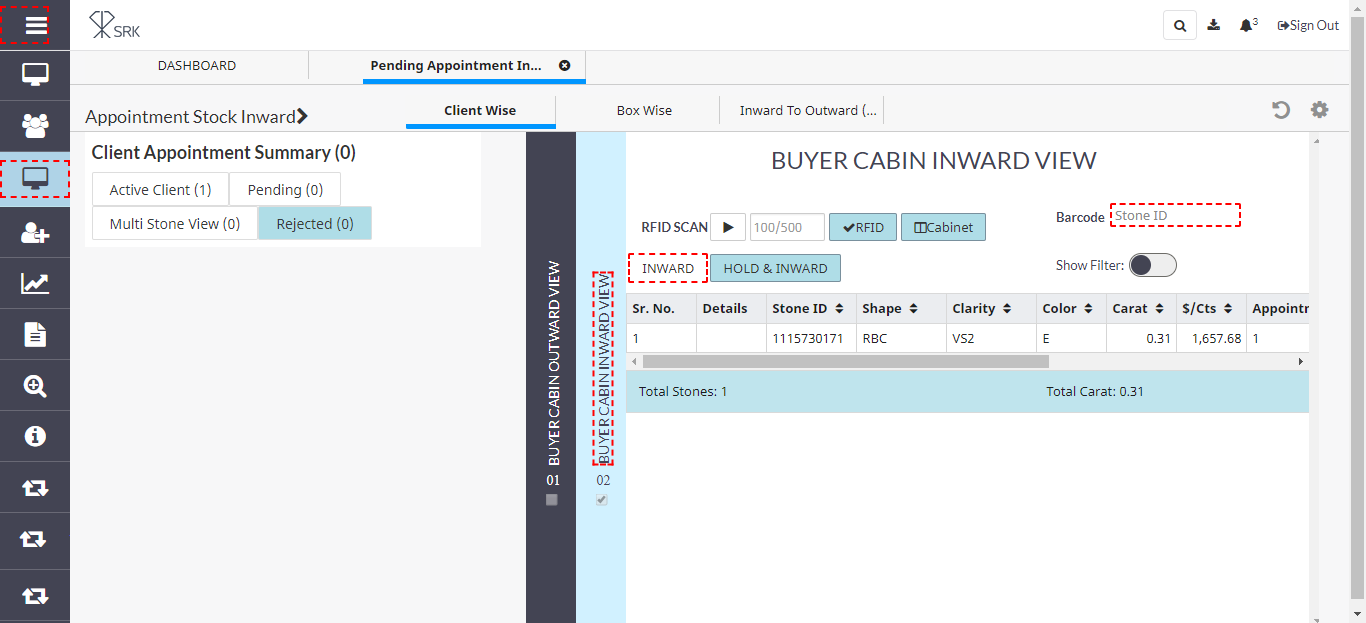 SRK
3
Sign Out
DASHBOARD
Pending Appointment In...
Appointment Stock Inward
Client Wise
Box Wise
Inward To Outward (...
Client Appointment Summary (0)
Active Client (1)
Pending (0)
Multi Stone View (0)
Rejected (0)
BUYER CABIN OUTWARD VIEW
01
BUYER CABIN INWARD VIEW
02
BUYER CABIN INWARD VIEW
RFID SCAN
100/500
RFID
Cabinet
Barcode
Stone ID
INWARD
HOLD & INWARD
Show Filter:
Sr. No. Details Stone ID Shape Clarity Color Carat $/Cts Appointr
1 1115730171 RBC VS2 E 0.31 1,657.68 1
Total Stones: 1
Total Carat: 0.31